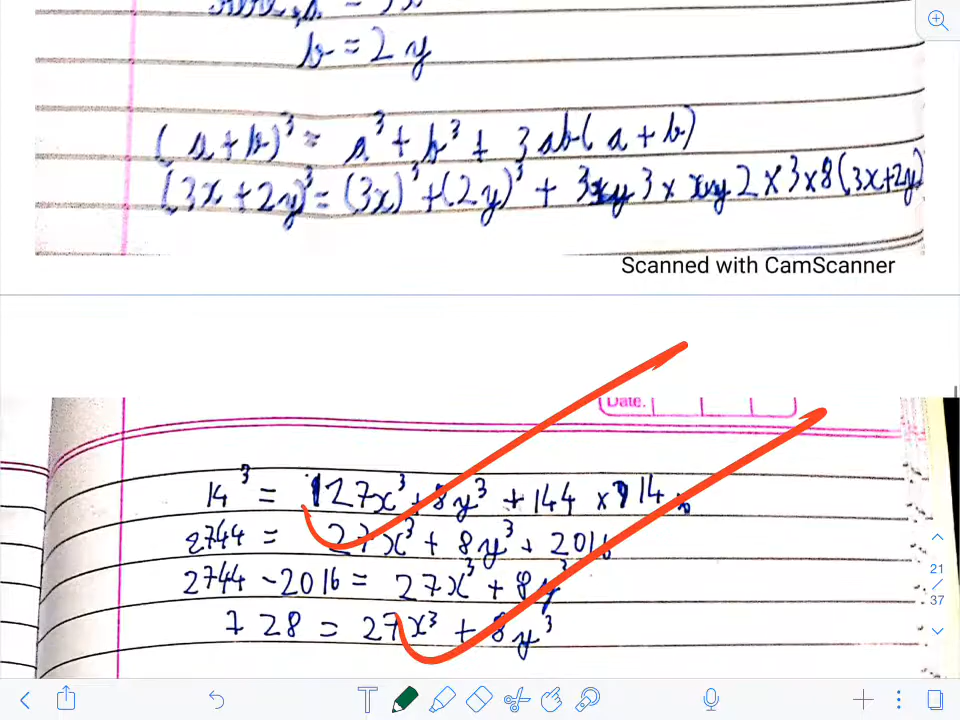 b = 2y
(a+b)³ = a³ + b³ + 3ab(a+b)
(3x+2y)³ = (3x)³ + (2y)³ + 3 × 2 × 3 × 8 (3x+2y)
Scanned with CamScanner
Date.
14³ = 27x³ + 8y³ + 144 × 14
2744 = 27x³ + 8y³ + 2016
2744 - 2016 = 27x³ + 8y³
728 = 27x³ + 8y³
21
/
37
T